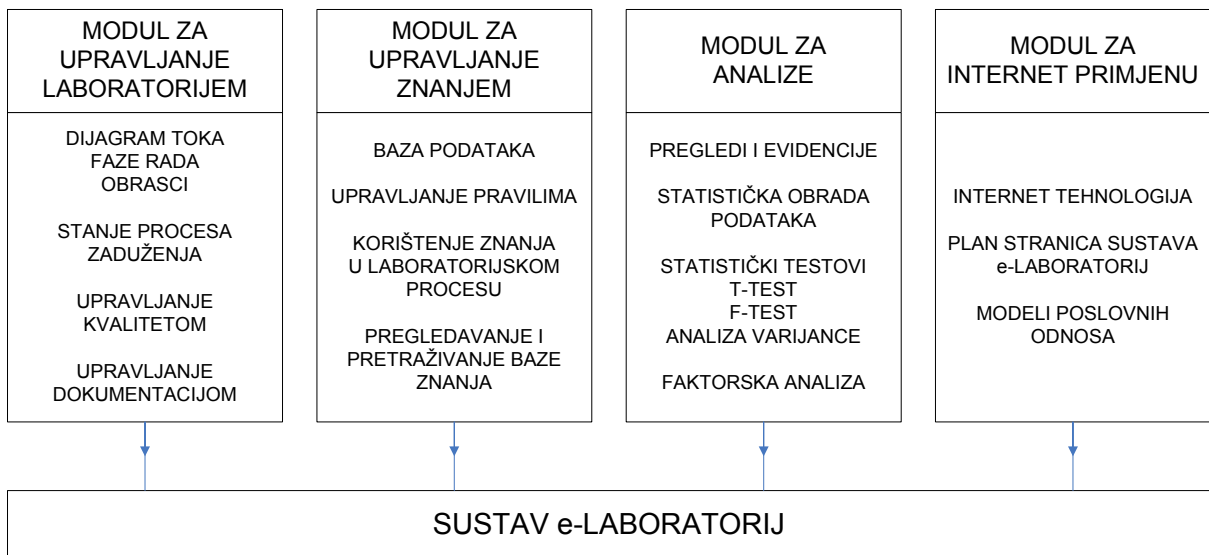 MODUL ZA
UPRAVLJANJE
LABORATORIJEM
DIJAGRAM TOKA
FAZE RADA
OBRASCI
STANJE PROCESA
ZADUŽENJA
UPRAVLJANJE
KVALITETOM
UPRAVLJANJE
DOKUMENTACIJOM
MODUL ZA
UPRAVLJANJE
ZNANJEM
BAZA PODATAKA
UPRAVLJANJE PRAVILIMA
KORIŠTENJE ZNANJA
U LABORATORIJSKOM
PROCESU
PREGLEDAVANJE I
PRETRAŽIVANJE BAZE
ZNANJA
MODUL ZA
ANALIZE
PREGLEDI I EVIDENCIJE
STATISTIČKA OBRADA
PODATAKA
STATISTIČKI TESTOVI
T-TEST
F-TEST
ANALIZA VARIJANCE
FAKTORSKA ANALIZA
MODUL ZA
INTERNET PRIMJENU
INTERNET TEHNOLOGIJA
PLAN STRANICA SUSTAVA
e-LABORATORIJ
MODELI POSLOVNIH
ODNOSA
SUSTAV e-LABORATORIJ